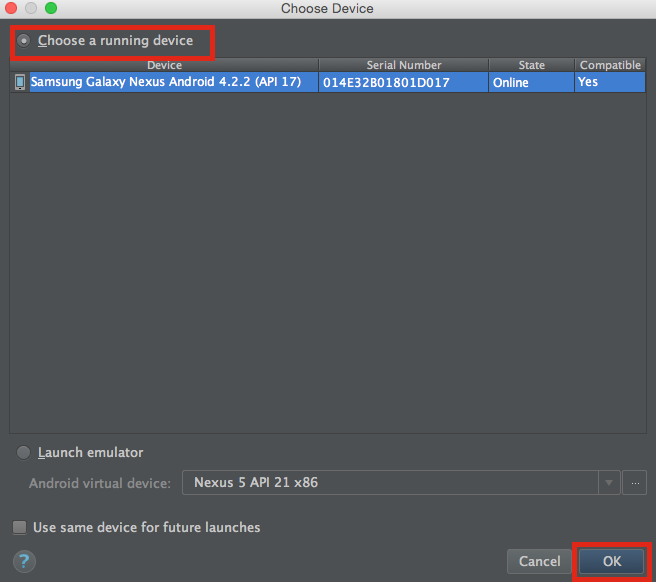 Choose Device
Choose a running device
Device Serial Number State Compatible
Samsung Galaxy Nexus Android 4.2.2 (API 17) 014E32B01801D017 Online Yes
Launch emulator
Android virtual device: Nexus 5 API 21 x86 ...
Use same device for future launches
? Cancel OK